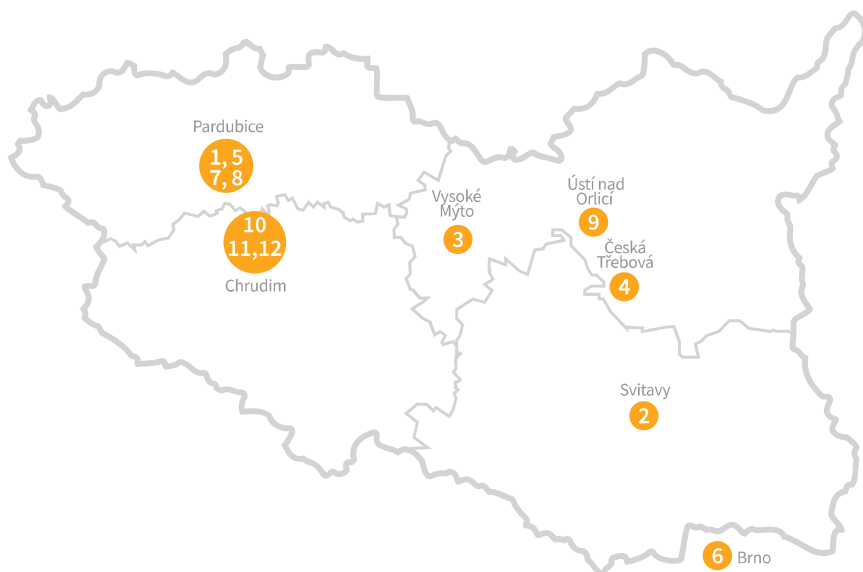 Pardubice
1, 5
7, 8
10
11,12
Chrudim
Vysoké
Mýto
3
Ústí nad
Orlicí
9
Česká
Třebová
4
Svitavy
2
6 Brno